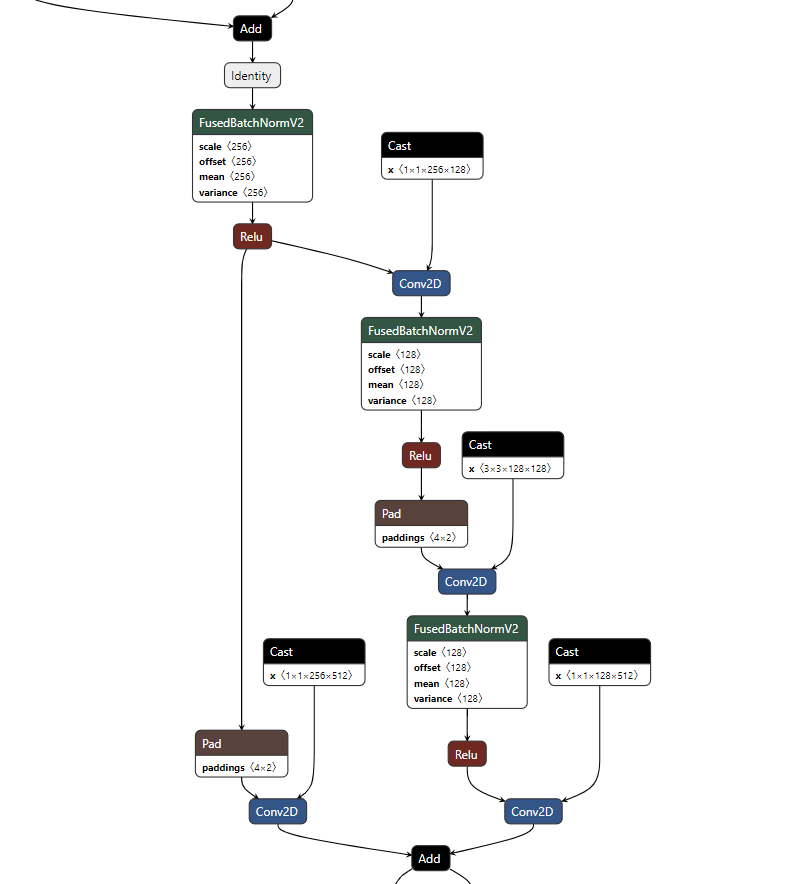 Add
Identity
FusedBatchNormV2
scale 〈256〉
offset 〈256〉
mean 〈256〉
variance 〈256〉
Cast
x 〈1×1×256×128〉
Relu
Conv2D
FusedBatchNormV2
scale 〈128〉
offset 〈128〉
mean 〈128〉
variance 〈128〉
Relu
Cast
x 〈3×3×128×128〉
Pad
paddings 〈4×2〉
Conv2D
FusedBatchNormV2
scale 〈128〉
offset 〈128〉
mean 〈128〉
variance 〈128〉
Cast
x 〈1×1×256×512〉
Cast
x 〈1×1×128×512〉
Pad
paddings 〈4×2〉
Relu
Conv2D
Conv2D
Add